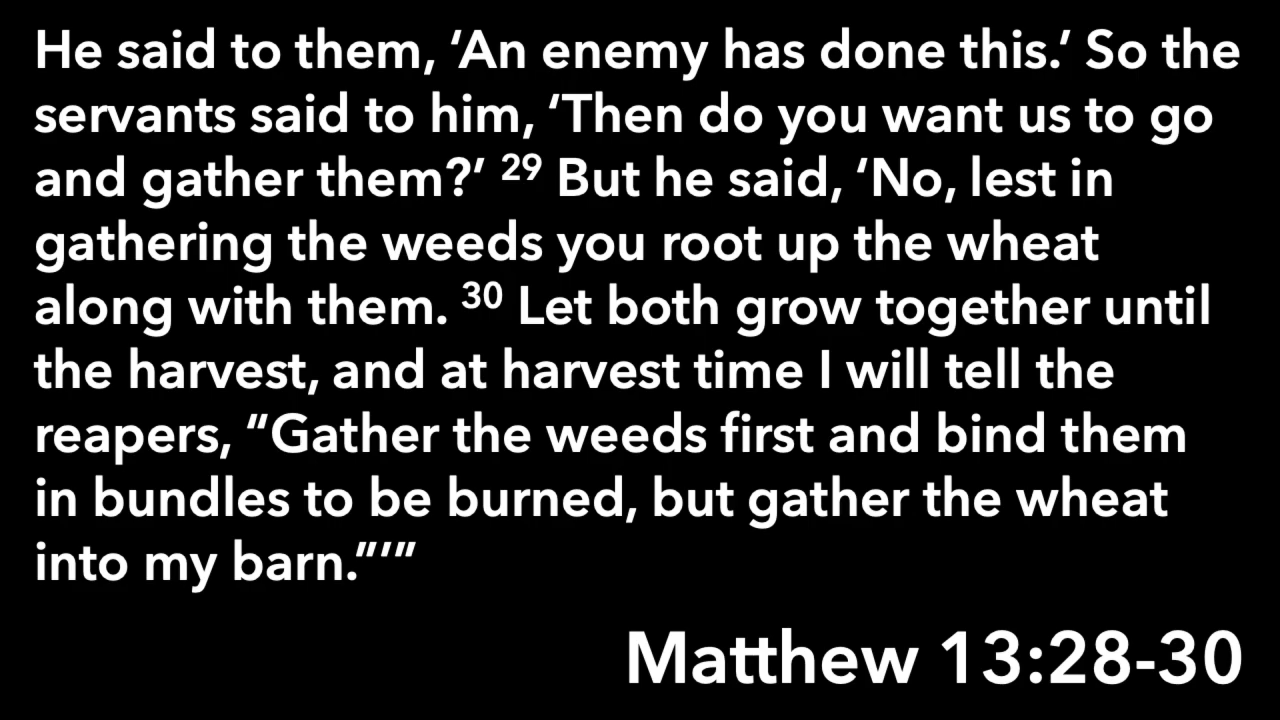 He said to them, ‘An enemy has done this.’ So the
servants said to him, ‘Then do you want us to go
and gather them?’ 29 But he said, ‘No, lest in
gathering the weeds you root up the wheat
along with them. 30 Let both grow together until
the harvest, and at harvest time I will tell the
reapers, “Gather the weeds first and bind them
in bundles to be burned, but gather the wheat
into my barn.”’”
Matthew 13:28-30